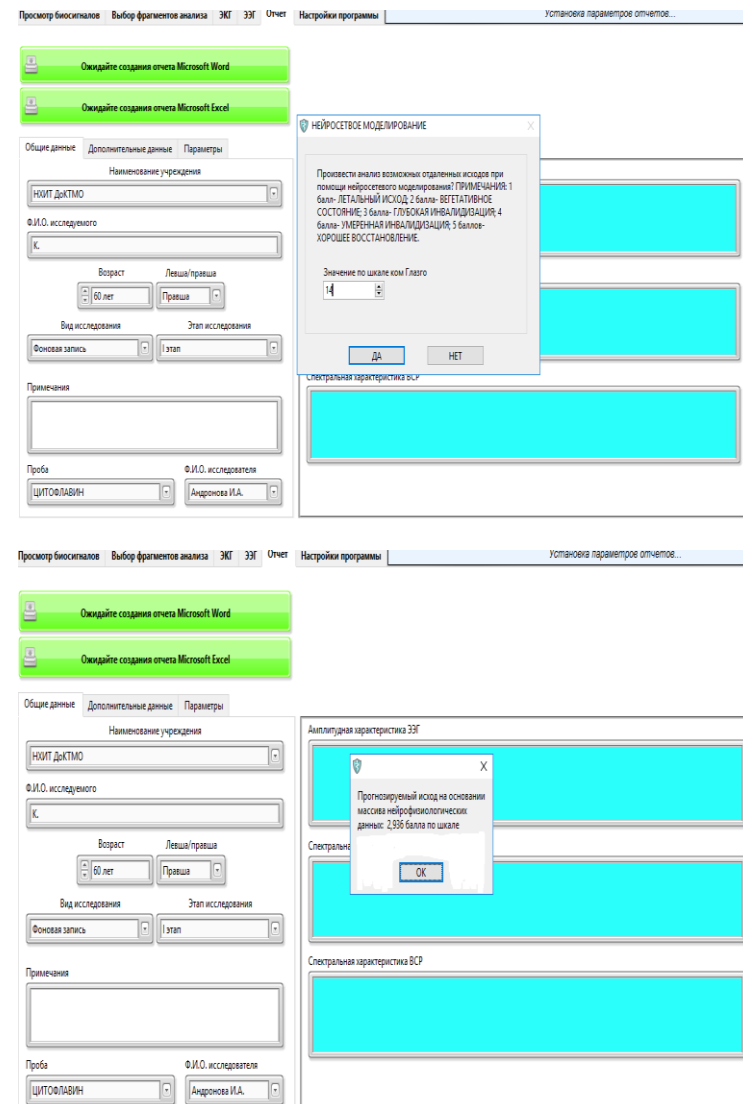 Просмотр биосигналов Выбор фрагментов анализа ЭКГ ЭЭГ Отчет Настройки программы Установка параметров отчетов...
Ожидайте создания отчета Microsoft Word
Ожидайте создания отчета Microsoft Excel
НЕЙРОСЕТВОЕ МОДЕЛИРОВАНИЕ
Произвести анализ возможных отдаленных исходов при
помощи нейросетевого моделирования? ПРИМЕЧАНИЯ: 1
балл- ЛЕТАЛЬНЫЙ ИСХОД; 2 балла- ВЕГЕТАТИВНОЕ
СОСТОЯНИЕ; 3 балла- ГЛУБОКАЯ ИНВАЛИДИЗАЦИЯ; 4
балла- УМЕРЕННАЯ ИНВАЛИДИЗАЦИЯ; 5 баллов-
ХОРОШЕЕ ВОССТАНОВЛЕНИЕ.
Значение по шкале ком Глазго
14
ДА НЕТ
Общие данные Дополнительные данные Параметры
Наименование учреждения
НХИТ ДоКТМО
Ф.И.О. исследуемого
К.
Возраст Левша/правша
60 лет Правша
Вид исследования Этап исследования
Фоновая запись I этап
Спектральная характеристика ВСР
Примечания
Проба Ф.И.О. исследователя
ЦИТОФЛАВИН Андронова И.А.
Просмотр биосигналов Выбор фрагментов анализа ЭКГ ЭЭГ Отчет Настройки программы Установка параметров отчетов...
Ожидайте создания отчета Microsoft Word
Ожидайте создания отчета Microsoft Excel
Общие данные Дополнительные данные Параметры
Наименование учреждения
НХИТ ДоКТМО
Ф.И.О. исследуемого
К.
Возраст Левша/правша
60 лет Правша
Вид исследования Этап исследования
Фоновая запись I этап
Примечания
Проба Ф.И.О. исследователя
ЦИТОФЛАВИН Андронова И.А.
Амплитудная характеристика ЭЭГ
X
Прогнозируемый исход на основании
массива нейрофизиологических
данных: 2,936 балла по шкале
OK
Спектральна
Спектральная характеристика ВСР